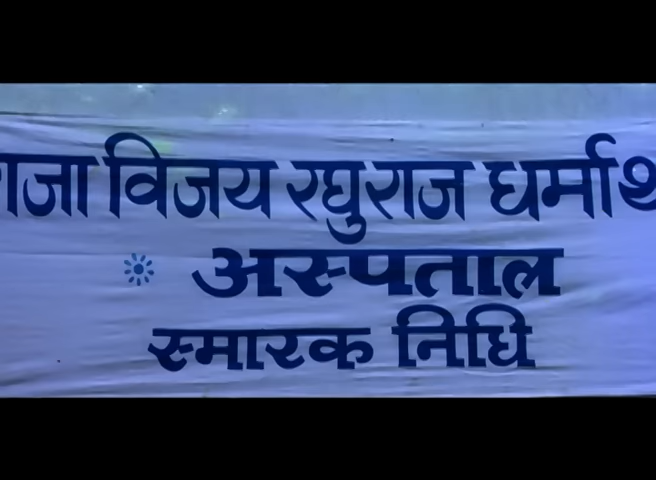 राजा विजय रघुराज धर्मार्थ
अस्पताल
स्मारक निधि